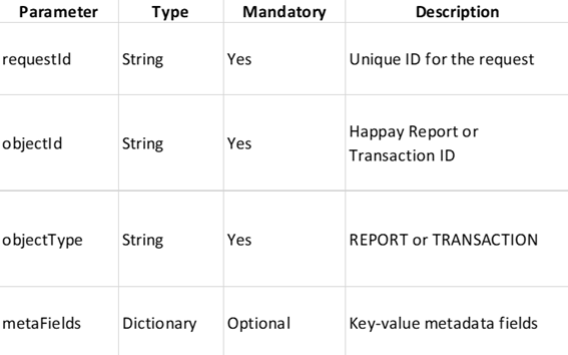 Parameter Type Mandatory Description
requestId String Yes Unique ID for the request
objectId String Yes Happay Report or
Transaction ID
objectType String Yes REPORT or TRANSACTION
metaFields Dictionary Optional Key-value metadata fields